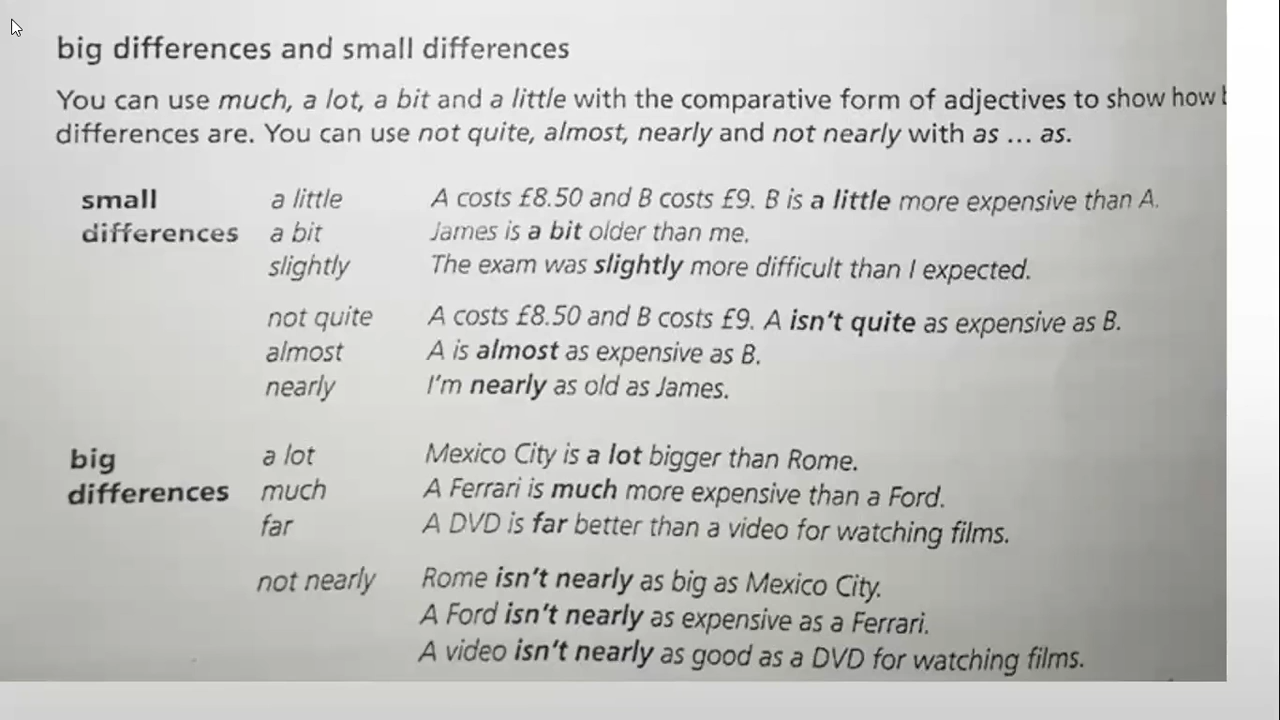 big differences and small differences
You can use much, a lot, a bit and a little with the comparative form of adjectives to show how
differences are. You can use not quite, almost, nearly and not nearly with as ... as.
small a little A costs £8.50 and B costs £9. B is a little more expensive than A.
differences a bit James is a bit older than me.
slightly The exam was slightly more difficult than I expected.
not quite A costs £8.50 and B costs £9. A isn't quite as expensive as B.
almost A is almost as expensive as B.
nearly I'm nearly as old as James.
big a lot Mexico City is a lot bigger than Rome.
differences much A Ferrari is much more expensive than a Ford.
far A DVD is far better than a video for watching films.
not nearly Rome isn't nearly as big as Mexico City.
A Ford isn't nearly as expensive as a Ferrari.
A video isn't nearly as good as a DVD for watching films.